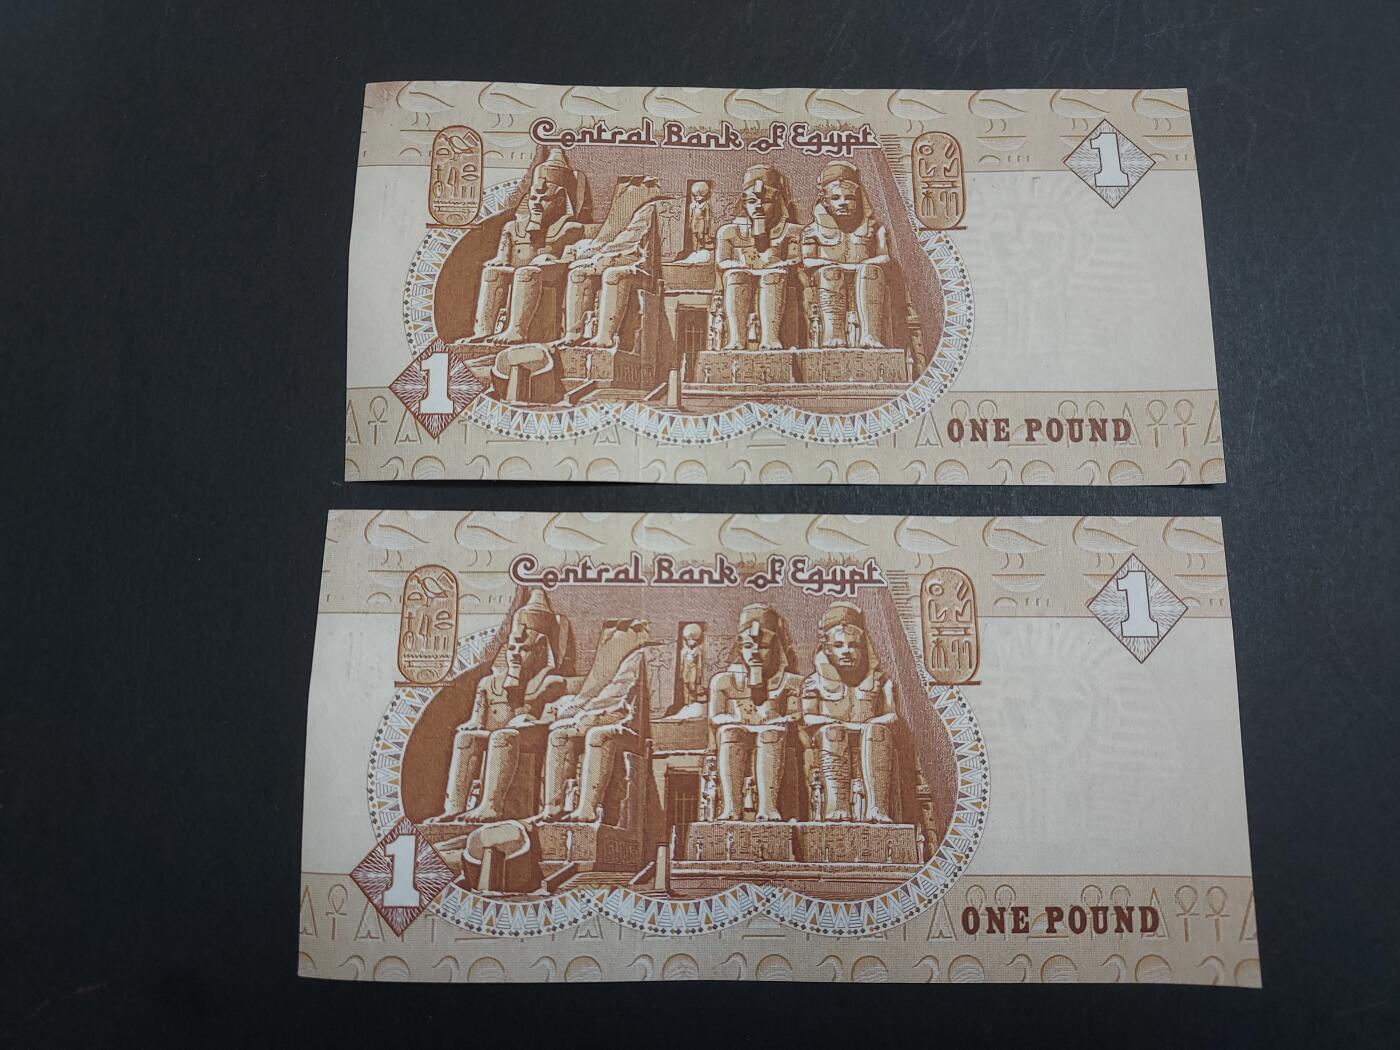 Central Bank of Egypt
1
1
ONE POUND
Central Bank of Egypt
1
1
ONE POUND